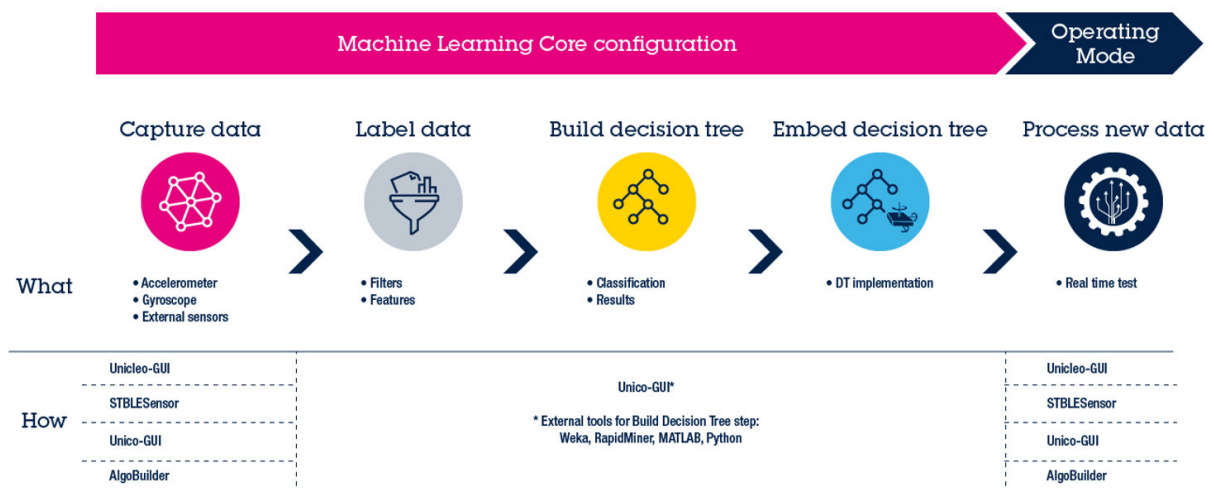 Machine Learning Core configuration
Operating
Mode
Capture data
Label data
Build decision tree
Embed decision tree
Process new data
What
• Accelerometer
• Gyroscope
• External sensors
• Filters
• Features
• Classification
• Results
• DT implementation
• Real time test
How
Unicleo-GUI
STBLESensor
Unico-GUI
AlgoBuilder
Unico-GUI*
* External tools for Build Decision Tree step:
Weka, RapidMiner, MATLAB, Python
Unicleo-GUI
STBLESensor
Unico-GUI
AlgoBuilder